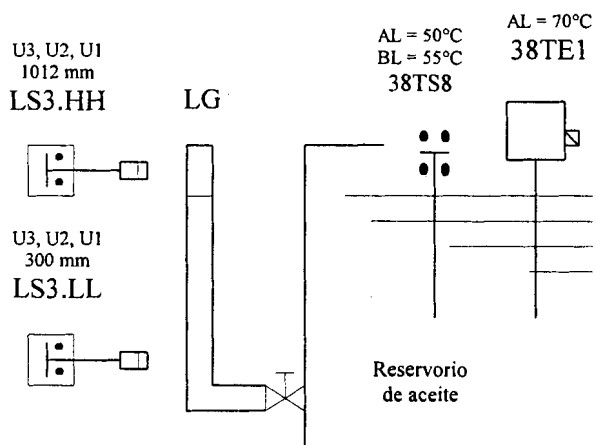 U3, U2, U1
1012 mm
LS3.HH
LG
AL = 50°C
BL = 55°C
38TS8
AL = 70°C
38TE1
U3, U2, U1
300 mm
LS3.LL
Reservorio
de aceite